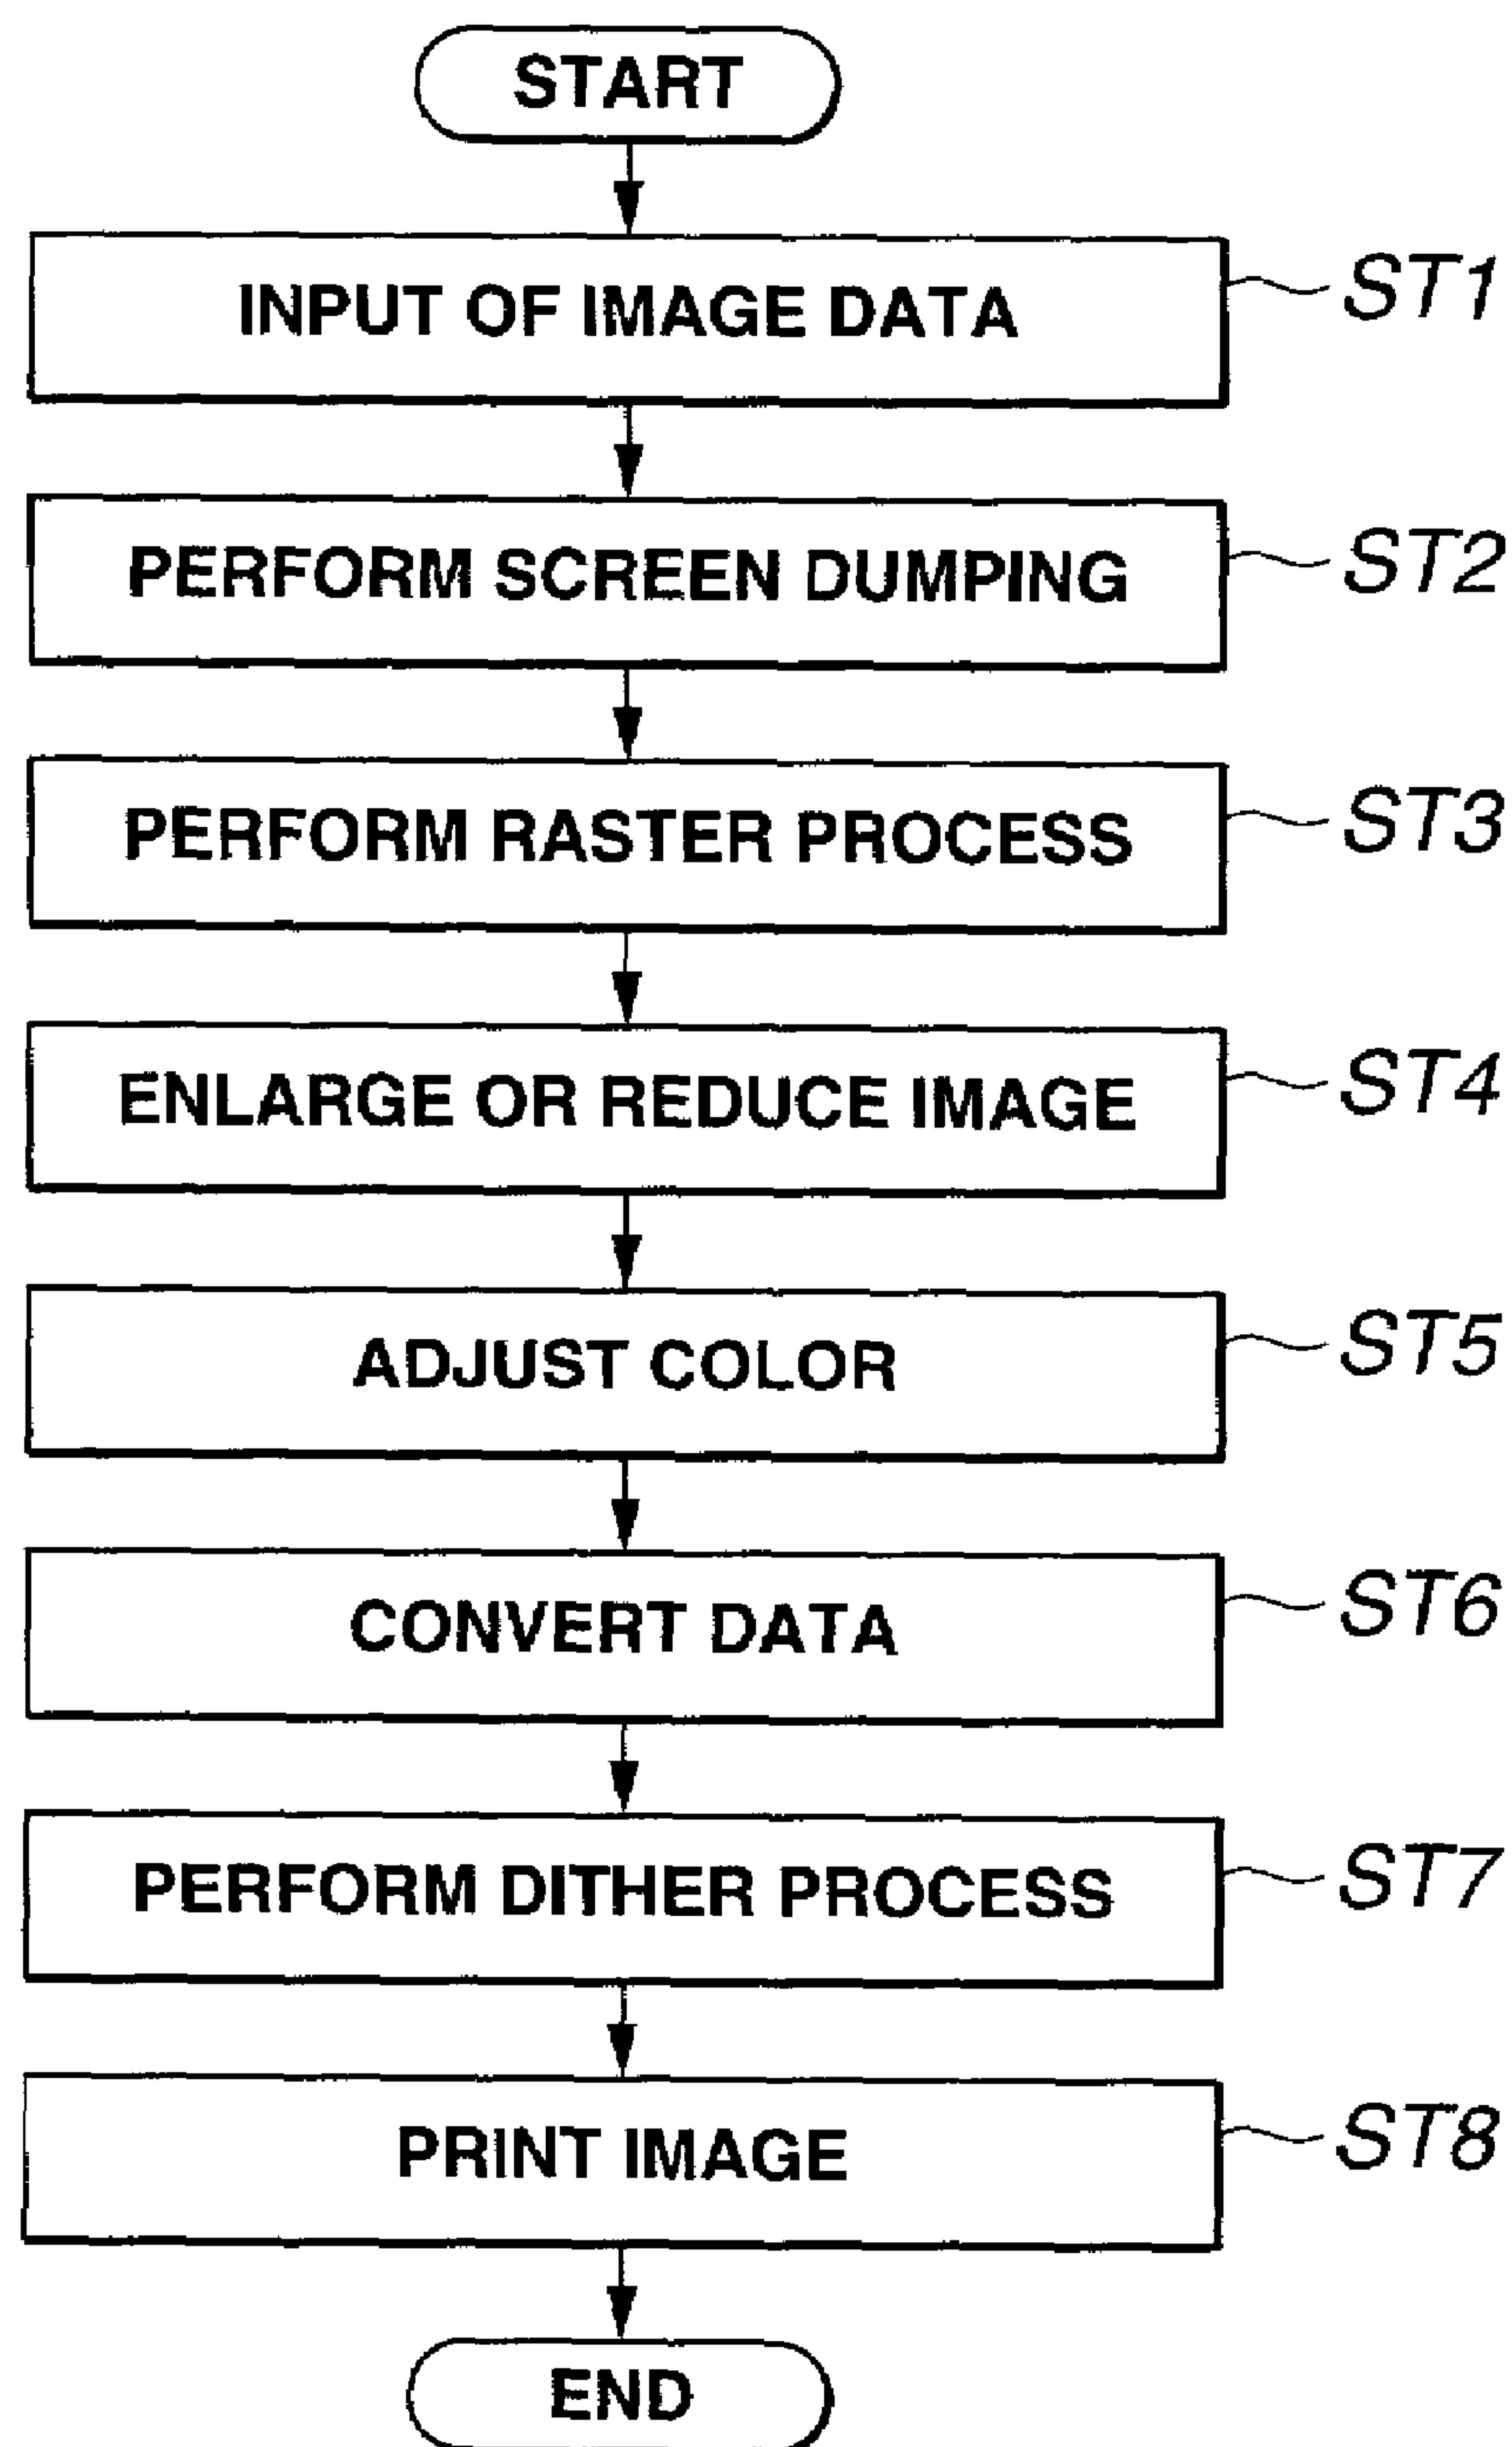 START
INPUT OF IMAGE DATA
ST1
PERFORM SCREEN DUMPING
ST2
PERFORM RASTER PROCESS
ST3
ENLARGE OR REDUCE IMAGE
ST4
ADJUST COLOR
ST5
CONVERT DATA
ST6
PERFORM DITHER PROCESS
ST7
PRINT IMAGE
ST8
END